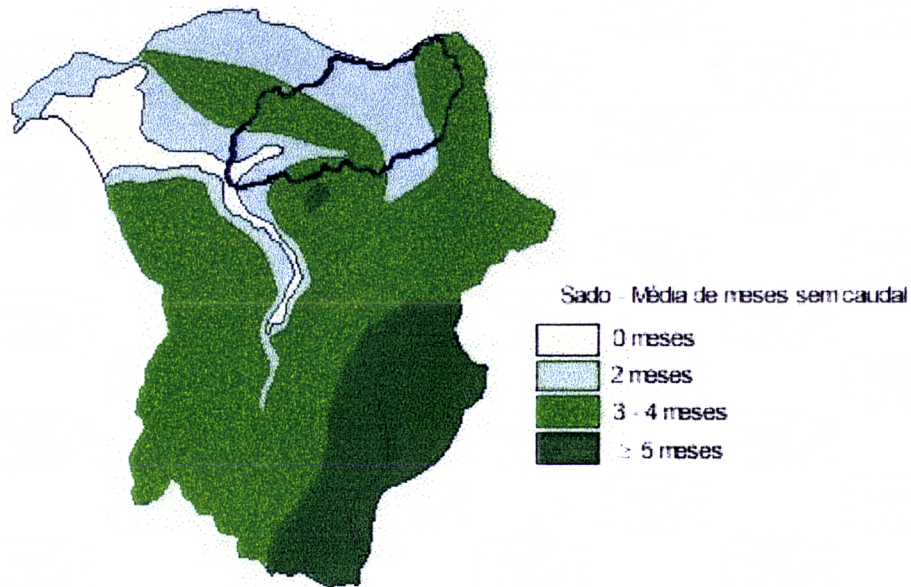 Sado - Média de meses sem caudal
0 meses
2 meses
3 - 4 meses
≥ 5 meses